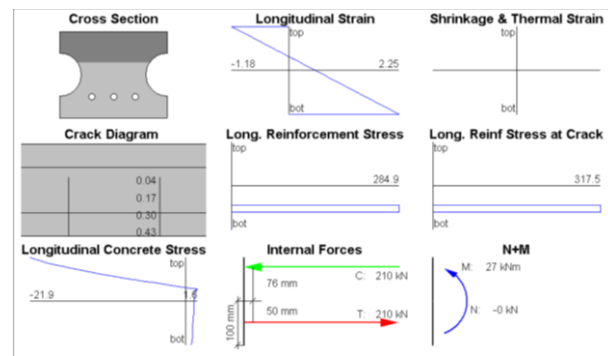 Cross Section
Longitudinal Strain
top
-1.18
2.25
bot
Shrinkage & Thermal Strain
top
bot
Crack Diagram
0.04
0.17
0.30
0.43
Long. Reinforcement Stress
top
284.9
bot
Long. Reinf Stress at Crack
top
317.5
bot
Longitudinal Concrete Stress
top
-21.9
1.6
bot
Internal Forces
C: 210 kN
76 mm
50 mm
T: 210 kN
100 mm
N+M
M: 27 kNm
N: -0 kN